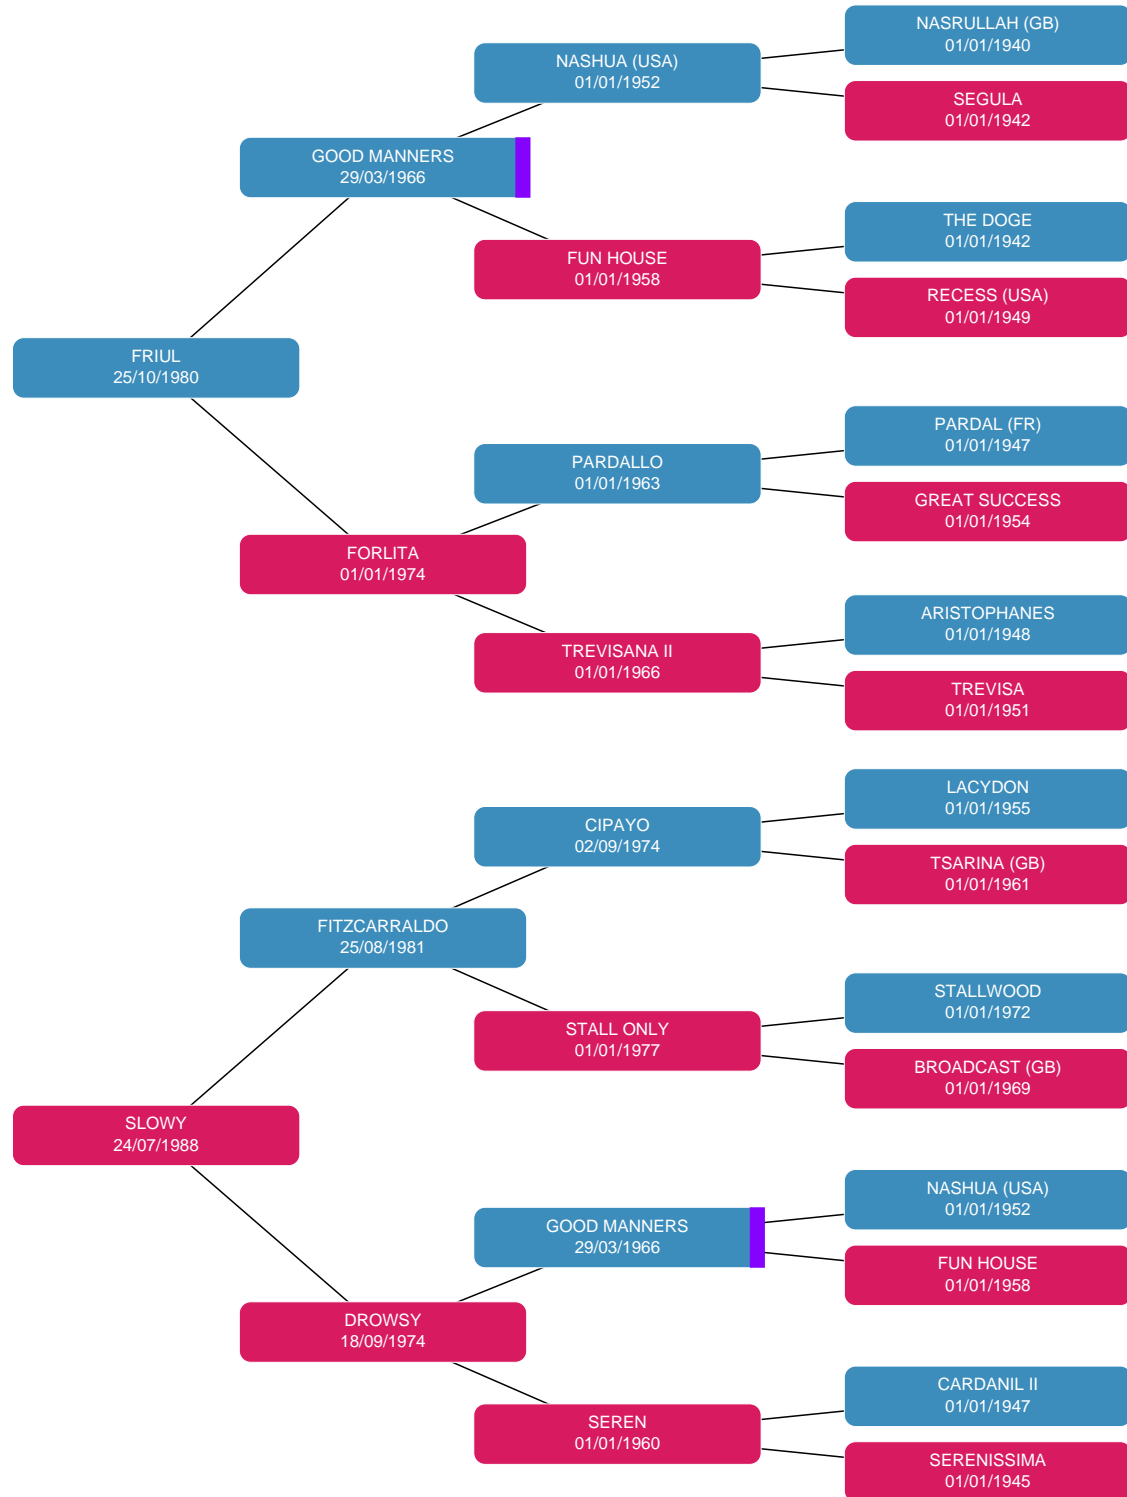 NASRULLAH (GB)
01/01/1940
NASHUA (USA)
01/01/1952
SEGULA
01/01/1942
GOOD MANNERS
29/03/1966
THE DOGE
01/01/1942
FUN HOUSE
01/01/1958
RECESS (USA)
01/01/1949
FRIUL
25/10/1980
PARDAL (FR)
01/01/1947
PARDALLO
01/01/1963
GREAT SUCCESS
01/01/1954
FORLITA
01/01/1974
ARISTOPHANES
01/01/1948
TREVISANA II
01/01/1966
TREVISA
01/01/1951
LACYDON
01/01/1955
CIPAYO
02/09/1974
TSARINA (GB)
01/01/1961
FITZCARRALDO
25/08/1981
STALLWOOD
01/01/1972
STALL ONLY
01/01/1977
BROADCAST (GB)
01/01/1969
SLOWY
24/07/1988
NASHUA (USA)
01/01/1952
GOOD MANNERS
29/03/1966
FUN HOUSE
01/01/1958
DROWSY
18/09/1974
CARDANIL II
01/01/1947
SEREN
01/01/1960
SERENISSIMA
01/01/1945